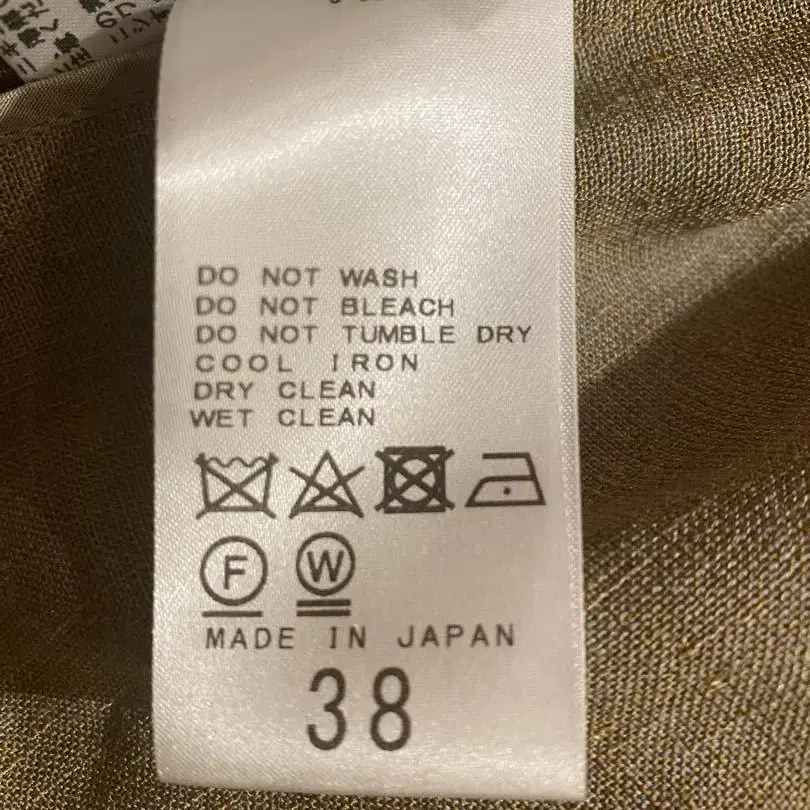 DO NOT WASH
DO NOT BLEACH
DO NOT TUMBLE DRY
COOL IRON
DRY CLEAN
WET CLEAN
F W
MADE IN JAPAN
38